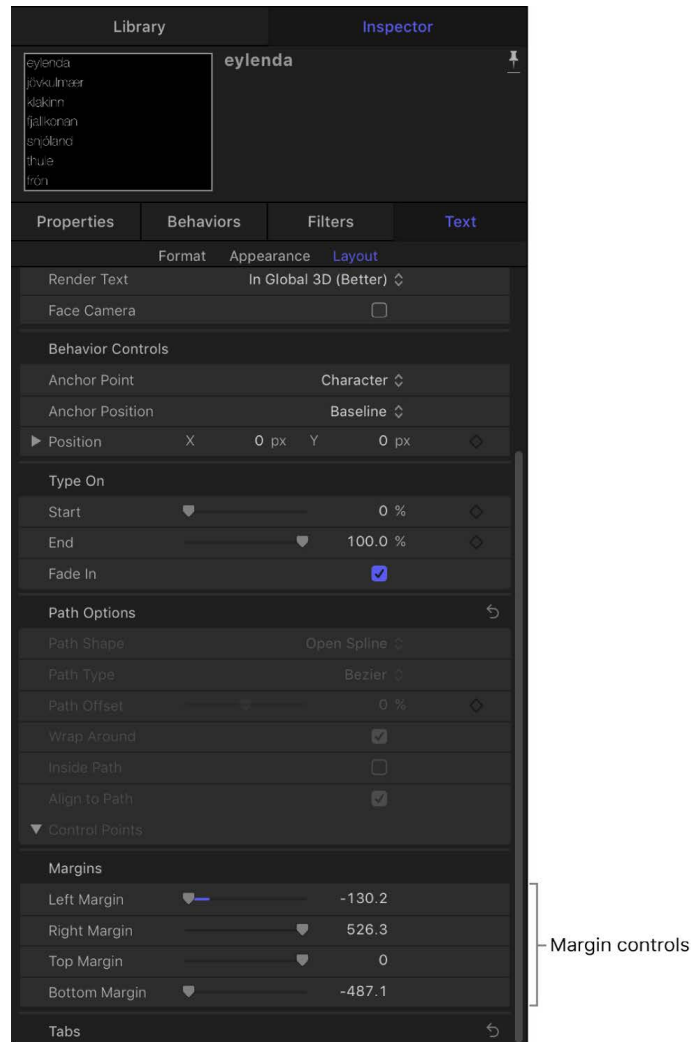 Library Inspector
eylenda
eylenda
jövkulmær
klakinn
fjallkonan
snjóland
thule
frón
Properties Behaviors Filters Text
Format Appearance Layout
Render Text In Global 3D (Better)
Face Camera
Behavior Controls
Anchor Point Character
Anchor Position Baseline
Position X 0 px Y 0 px
Type On
Start 0 %
End 100.0 %
Fade In
Path Options
Path Shape Open Spline
Path Type Bezier
Path Offset 0 %
Wrap Around
Inside Path
Align to Path
Control Points
Margins
Left Margin -130.2
Right Margin 526.3
Top Margin 0
Bottom Margin -487.1
Margin controls
Tabs